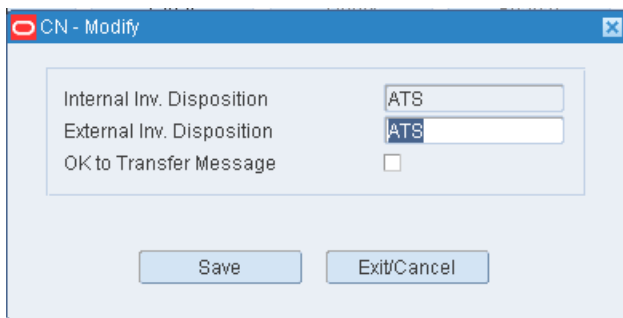 CN - Modify
Internal Inv. Disposition ATS
External Inv. Disposition ATS
OK to Transfer Message
Save Exit/Cancel